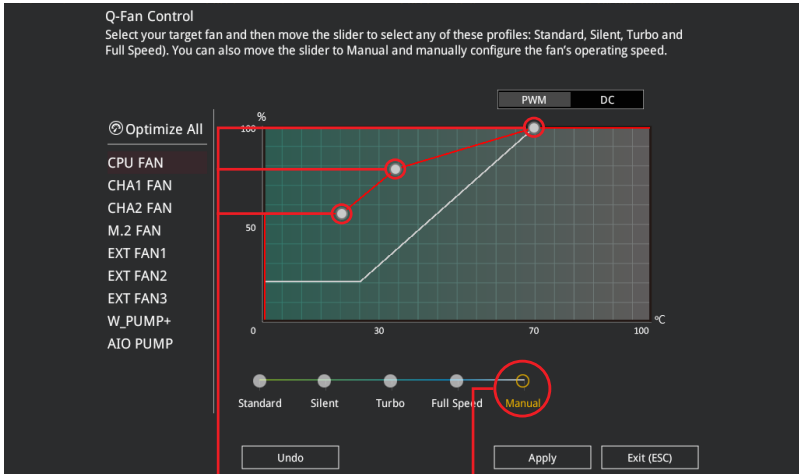 Q-Fan Control
Select your target fan and then move the slider to select any of these profiles: Standard, Silent, Turbo and
Full Speed). You can also move the slider to Manual and manually configure the fan's operating speed.
PWM DC
Optimize All
CPU FAN
CHA1 FAN
CHA2 FAN
M.2 FAN
EXT FAN1
EXT FAN2
EXT FAN3
W_PUMP+
AIO PUMP
%
100
50
0 30 70 100 ºC
Standard Silent Turbo Full Speed Manual
Undo Apply Exit (ESC)